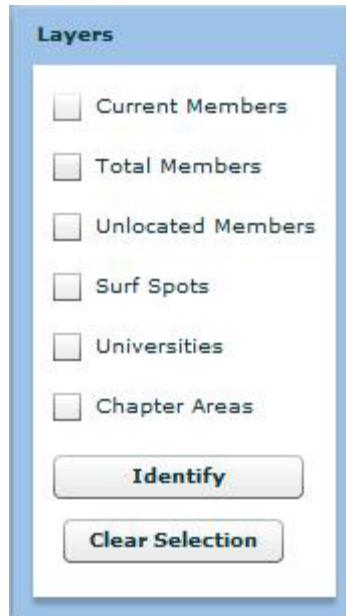 Layers
Current Members
Total Members
Unlocated Members
Surf Spots
Universities
Chapter Areas
Identify
Clear Selection